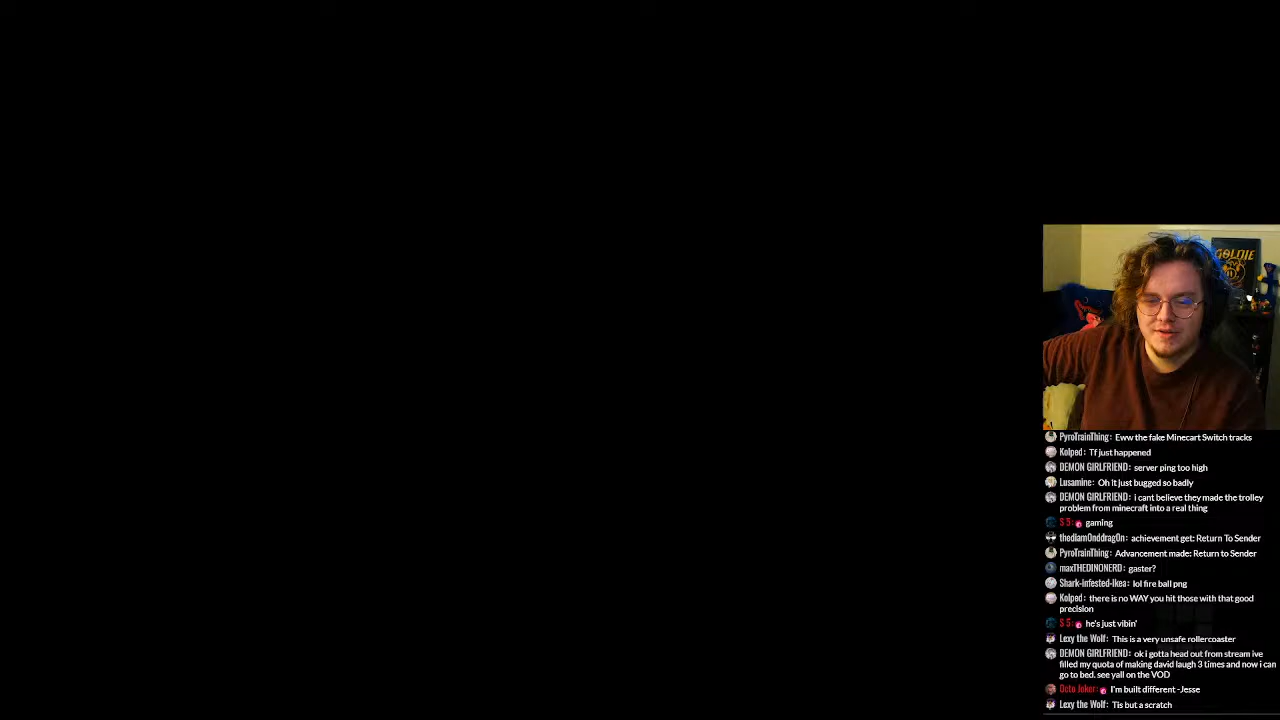 GOLDIE
PyroTrainThing: Eww the fake Minecart Switch tracks
Kolped: Tf just happened
DEMON GIRLFRIEND: server ping too high
Lusamine: Oh it just bugged so badly
DEMON GIRLFRIEND: i cant believe they made the trolley
problem from minecraft into a real thing
S 5: gaming
thediam0nddrag0n: achievement get: Return To Sender
PyroTrainThing: Advancement made: Return to Sender
maxTHEDINONERD: gaster?
Shark-Infested-Ikea: lol fire ball png
Kolped: there is no WAY you hit those with that good
precision
S 5: he's just vibin'
Lexy the Wolf: This is a very unsafe rollercoaster
DEMON GIRLFRIEND: ok i gotta head out from stream ive
filled my quota of making david laugh 3 times and now i can
go to bed. see yall on the VOD
Octo Joker: I'm built different -Jesse
Lexy the Wolf: Tis but a scratch